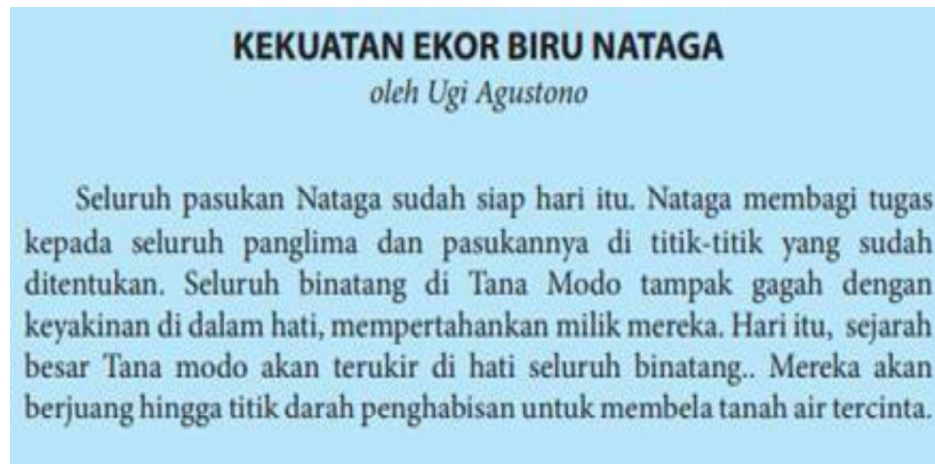 KEKUATAN EKOR BIRU NATAGA
oleh Ugi Agustono
Seluruh pasukan Nataga sudah siap hari itu. Nataga membagi tugas
kepada seluruh panglima dan pasukannya di titik-titik yang sudah
ditentukan. Seluruh binatang di Tana Modo tampak gagah dengan
keyakinan di dalam hati, mempertahankan milik mereka. Hari itu, sejarah
besar Tana modo akan terukir di hati seluruh binatang.. Mereka akan
berjuang hingga titik darah penghabisan untuk membela tanah air tercinta.